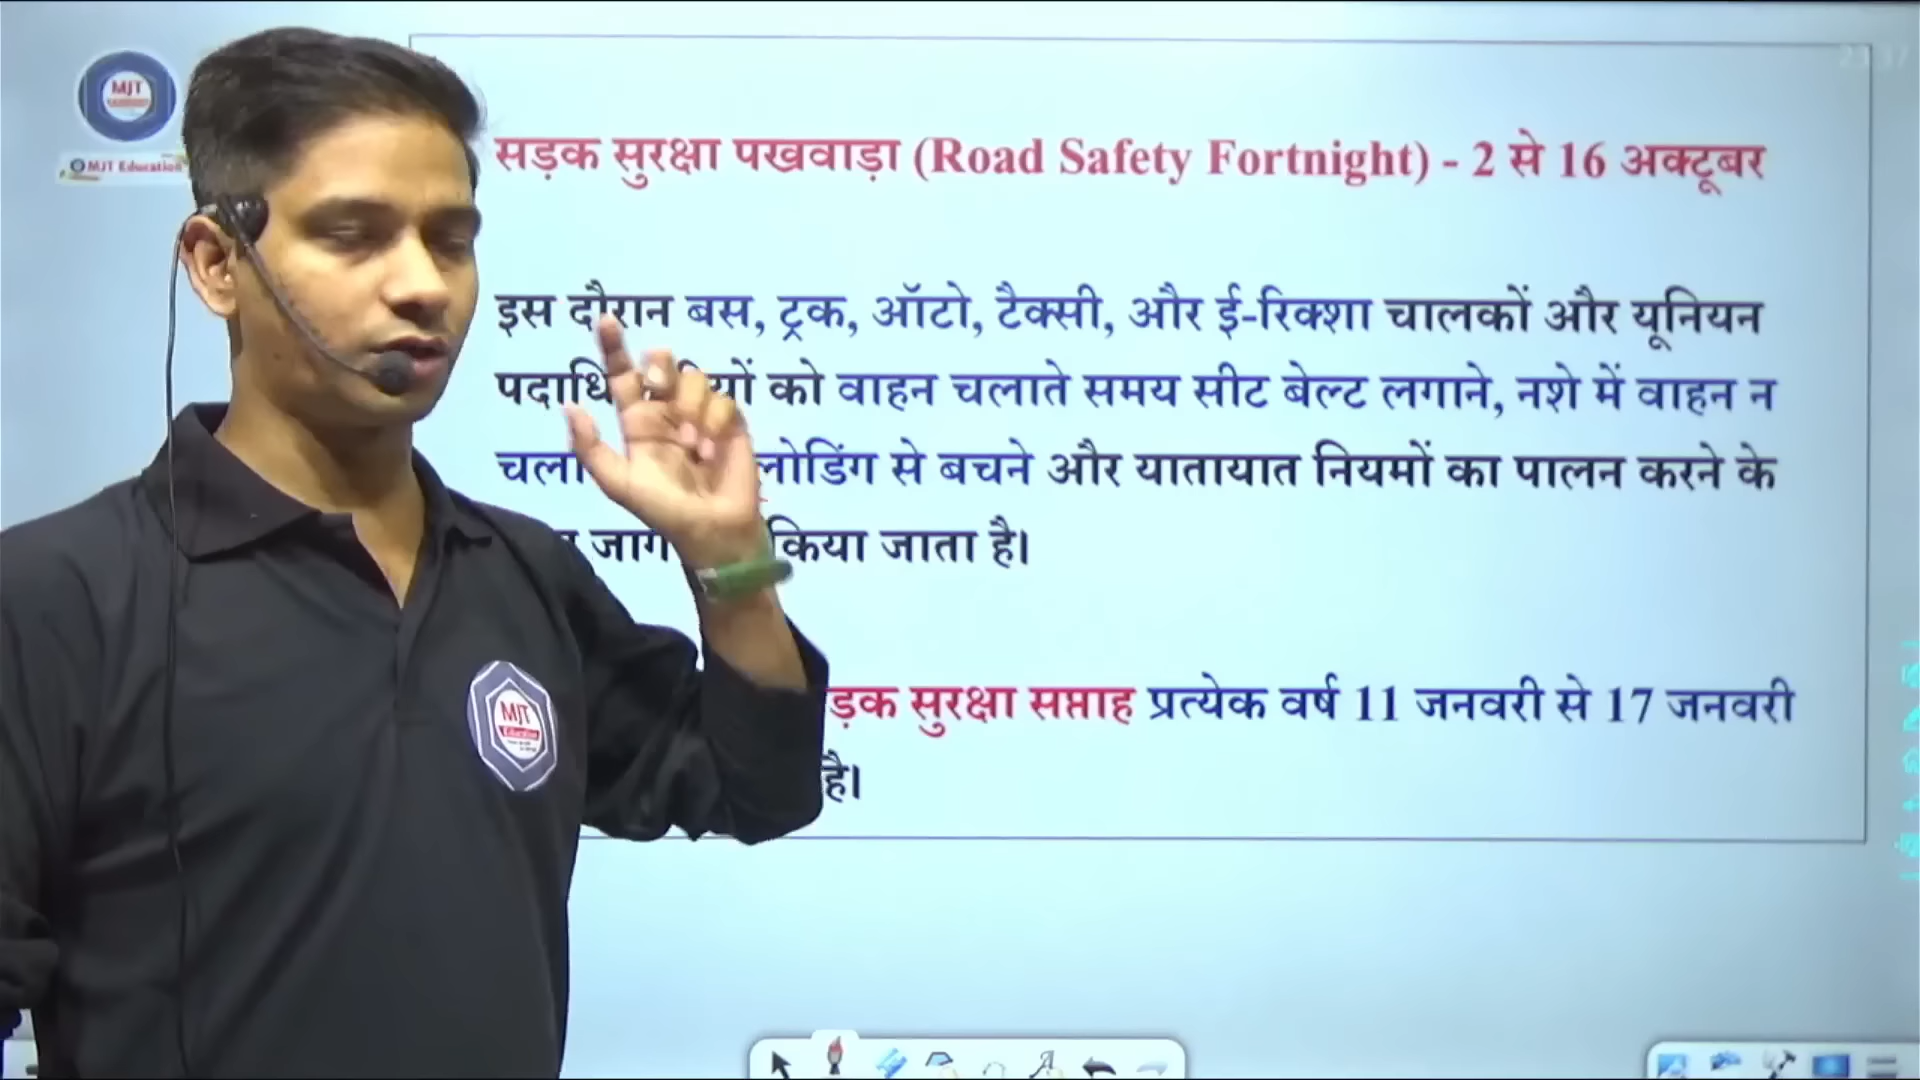 MJT
MJT Education
सड़क सुरक्षा पखवाड़ा (Road Safety Fortnight) - 2 से 16 अक्टूबर
इस दौरान बस, ट्रक, ऑटो, टैक्सी, और ई-रिक्शा चालकों और यूनियन
को वाहन चलाते समय सीट बेल्ट लगाने, नशे में वाहन न
से बचने और यातायात नियमों का पालन करने के
किया जाता है।
सुरक्षा सप्ताह प्रत्येक वर्ष 11 जनवरी से 17 जनवरी
है।
MJT
Education